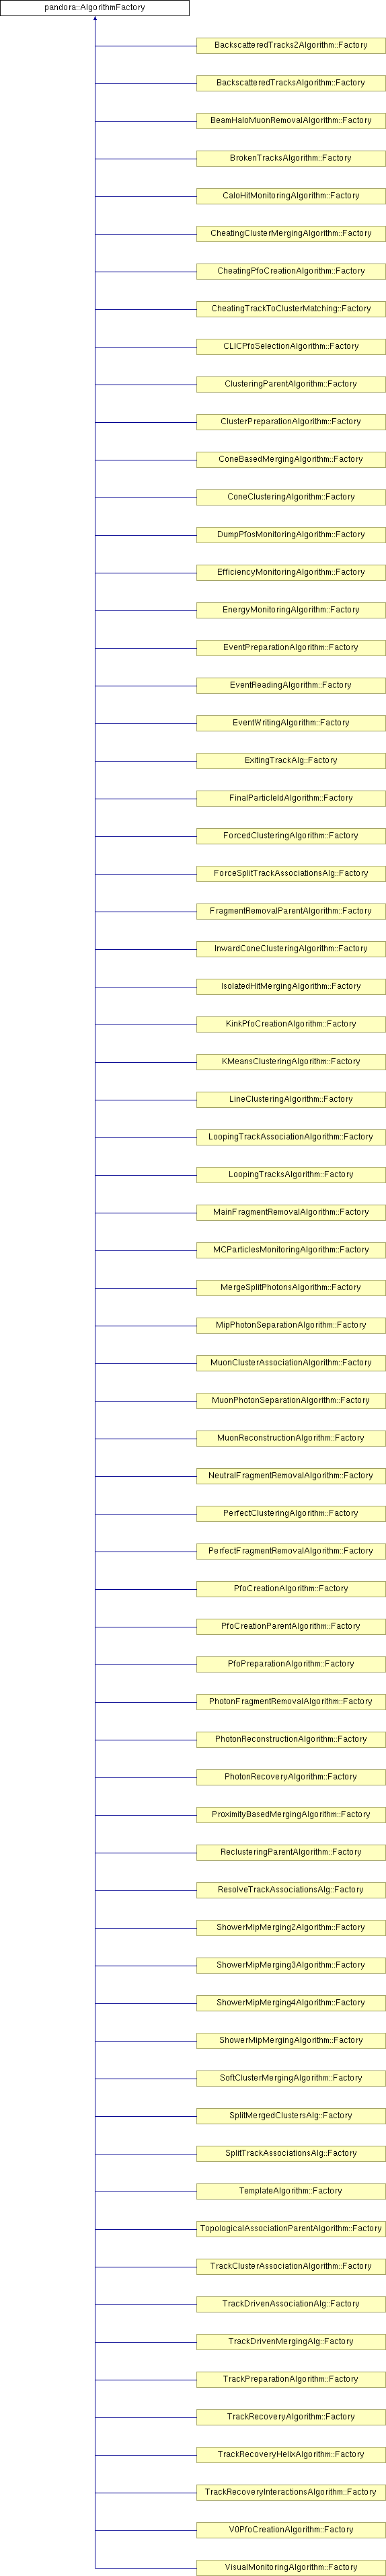 pandora::AlgorithmFactory
BackscatteredTracks2Algorithm::Factory
BackscatteredTracksAlgorithm::Factory
BeamHaloMuonRemovalAlgorithm::Factory
BrokenTracksAlgorithm::Factory
CaloHitMonitoringAlgorithm::Factory
CheatingClusterMergingAlgorithm::Factory
CheatingPfoCreationAlgorithm::Factory
CheatingTrackToClusterMatching::Factory
CLICPfoSelectionAlgorithm::Factory
ClusteringParentAlgorithm::Factory
ClusterPreparationAlgorithm::Factory
ConeBasedMergingAlgorithm::Factory
ConeClusteringAlgorithm::Factory
DumpPfosMonitoringAlgorithm::Factory
EfficiencyMonitoringAlgorithm::Factory
EnergyMonitoringAlgorithm::Factory
EventPreparationAlgorithm::Factory
EventReadingAlgorithm::Factory
EventWritingAlgorithm::Factory
ExitingTrackAlg::Factory
FinalParticleIdAlgorithm::Factory
ForcedClusteringAlgorithm::Factory
ForceSplitTrackAssociationsAlg::Factory
FragmentRemovalParentAlgorithm::Factory
InwardConeClusteringAlgorithm::Factory
IsolatedHitMergingAlgorithm::Factory
KinkPfoCreationAlgorithm::Factory
KMeansClusteringAlgorithm::Factory
LineClusteringAlgorithm::Factory
LoopingTrackAssociationAlgorithm::Factory
LoopingTracksAlgorithm::Factory
MainFragmentRemovalAlgorithm::Factory
MCParticlesMonitoringAlgorithm::Factory
MergeSplitPhotonsAlgorithm::Factory
MipPhotonSeparationAlgorithm::Factory
MuonClusterAssociationAlgorithm::Factory
MuonPhotonSeparationAlgorithm::Factory
MuonReconstructionAlgorithm::Factory
NeutralFragmentRemovalAlgorithm::Factory
PerfectClusteringAlgorithm::Factory
PerfectFragmentRemovalAlgorithm::Factory
PfoCreationAlgorithm::Factory
PfoCreationParentAlgorithm::Factory
PfoPreparationAlgorithm::Factory
PhotonFragmentRemovalAlgorithm::Factory
PhotonReconstructionAlgorithm::Factory
PhotonRecoveryAlgorithm::Factory
ProximityBasedMergingAlgorithm::Factory
ReclusteringParentAlgorithm::Factory
ResolveTrackAssociationsAlg::Factory
ShowerMipMerging2Algorithm::Factory
ShowerMipMerging3Algorithm::Factory
ShowerMipMerging4Algorithm::Factory
ShowerMipMergingAlgorithm::Factory
SoftClusterMergingAlgorithm::Factory
SplitMergedClustersAlg::Factory
SplitTrackAssociationsAlg::Factory
TemplateAlgorithm::Factory
TopologicalAssociationParentAlgorithm::Factory
TrackClusterAssociationAlgorithm::Factory
TrackDrivenAssociationAlg::Factory
TrackDrivenMergingAlg::Factory
TrackPreparationAlgorithm::Factory
TrackRecoveryAlgorithm::Factory
TrackRecoveryHelixAlgorithm::Factory
TrackRecoveryInteractionsAlgorithm::Factory
V0PfoCreationAlgorithm::Factory
VisualMonitoringAlgorithm::Factory